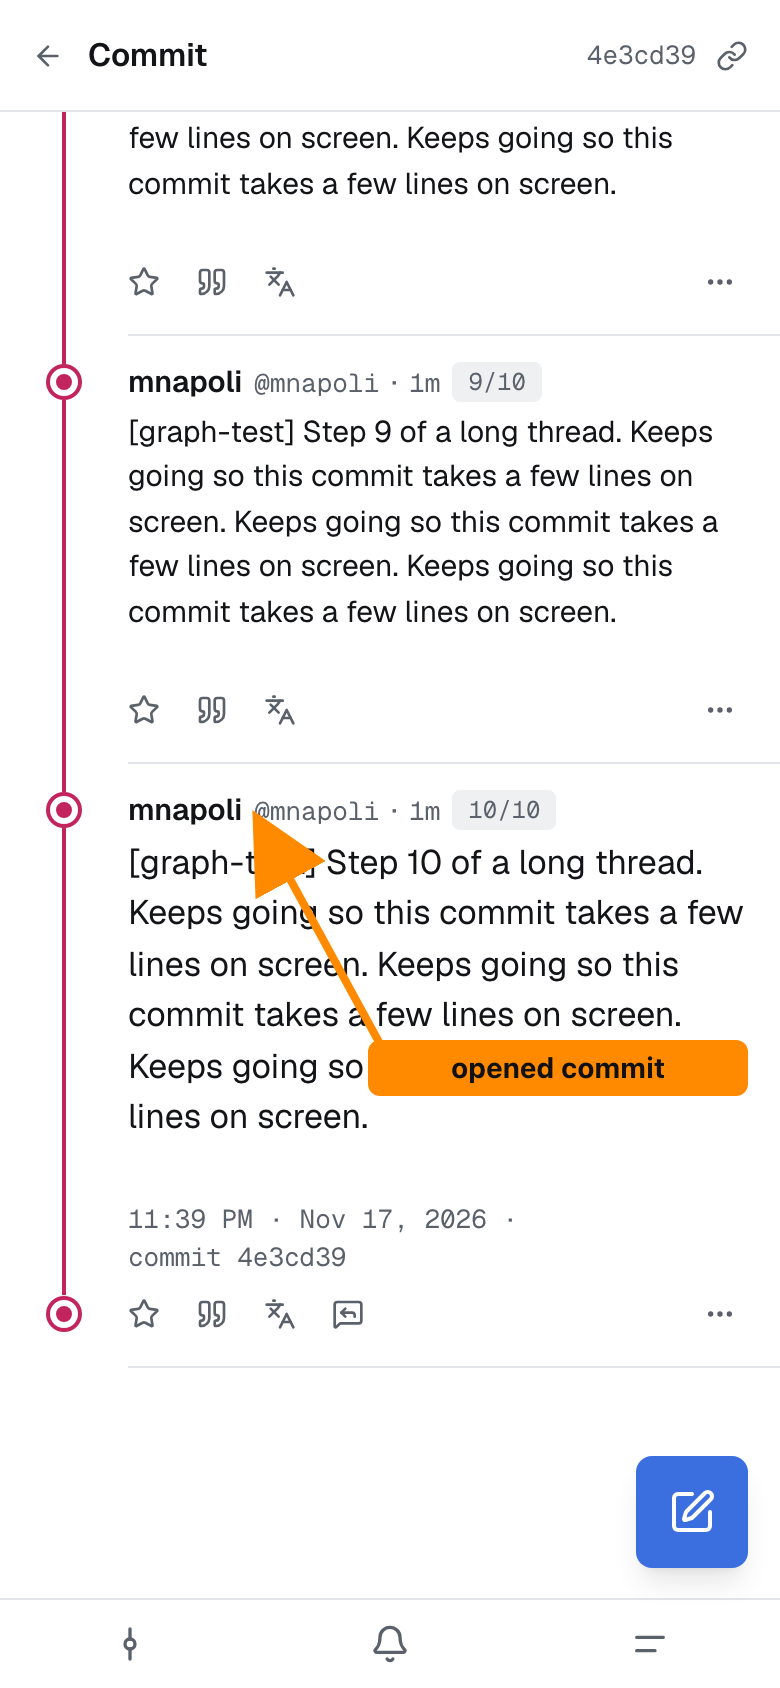 Commit 4e3cd39
few lines on screen. Keeps going so this
commit takes a few lines on screen.
mnapoli @mnapoli · 1m 9/10
[graph-test] Step 9 of a long thread. Keeps
going so this commit takes a few lines on
screen. Keeps going so this commit takes a
few lines on screen. Keeps going so this
commit takes a few lines on screen.
mnapoli @mnapoli · 1m 10/10
[graph-t ] Step 10 of a long thread.
Keeps going so this commit takes a few
lines on screen. Keeps going so this
commit takes a few lines on screen.
Keeps going so
opened commit
lines on screen.
11:39 PM · Nov 17, 2026 ·
commit 4e3cd39